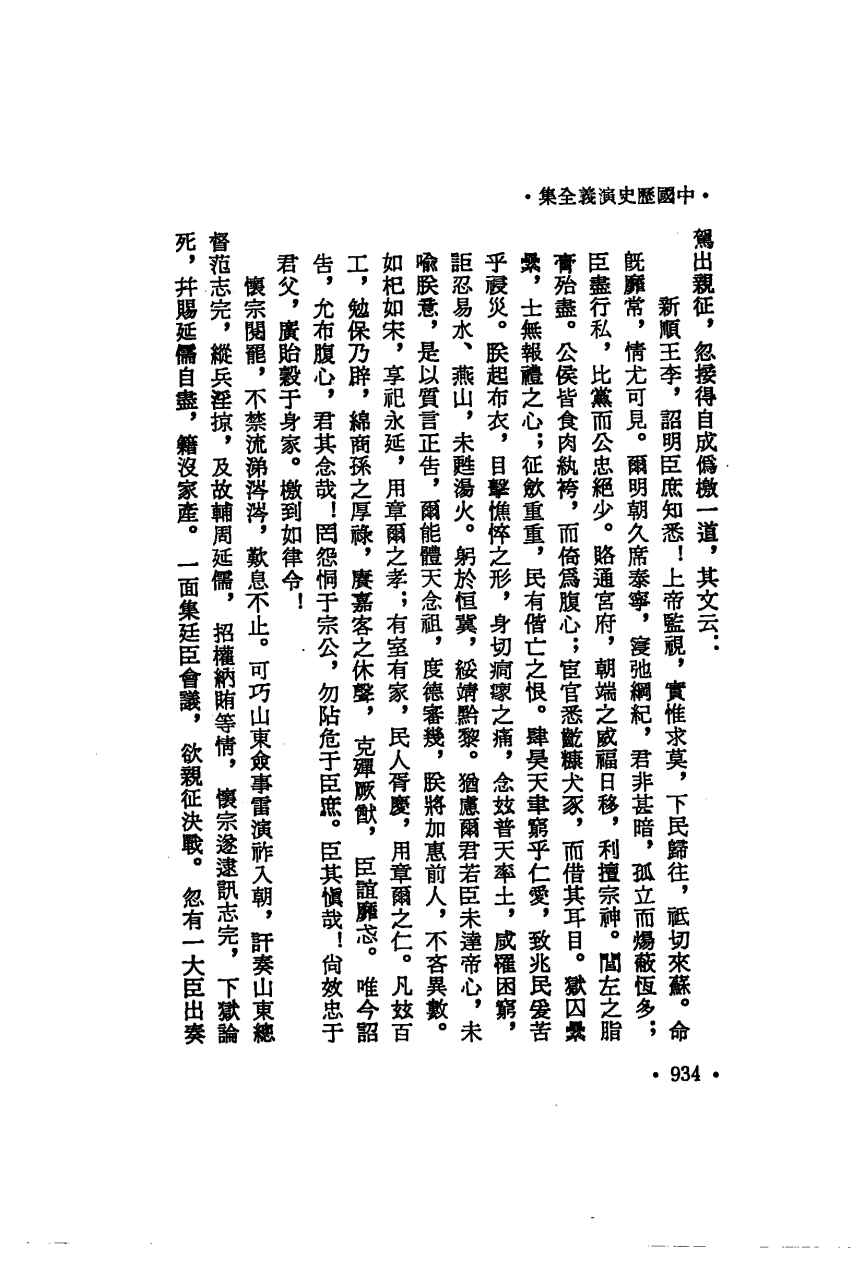 •中國歷史演義全集•
駕出親征，忽接得自成僞檄一道，其文云：
新順王李，詔明臣庶知悉！上帝監視，實惟求莫，下民歸往，祗切來蘇。命
旣靡常，情尤可見。爾明朝久席泰寧，寖弛綱紀，君非甚暗，孤立而煬蔽恆多；
臣盡行私，比黨而公忠絕少。賂通宮府，朝端之威福日移，利擅宗神。閭左之脂
膏殆盡。公侯皆食肉紈袴，而倚爲腹心；宦官悉齕糠犬豕，而借其耳目。獄囚纍
纍，士無報禮之心；征斂重重，民有偕亡之恨。肆昊天聿窮乎仁愛，致兆民爰苦
乎祲災。朕起布衣，目擊憔悴之形，身切痌瘝之痛，念玆普天率土，咸罹困窮，
詎忍易水、燕山，未甦湯火。躬於恒冀，綏靖黔黎。猶慮爾君若臣未達帝心，未
喩朕意，是以質言正告，爾能體天念祖，度德審幾，朕將加惠前人，不吝異數。
如杞如宋，享祀永延，用章爾之孝；有室有家，民人胥慶，用章爾之仁。凡玆百
工，勉保乃辟，綿商孫之厚祿，賡嘉客之休聲，克殫厥猷，臣誼靡忒。唯今詔
告，允布腹心，君其念哉！罔怨恫于宗公，勿阽危于臣庶。臣其愼哉！尙效忠于
君父，廣貽穀于身家。檄到如律令！
懷宗閱罷，不禁流涕滂滂，歎息不止。可巧山東僉事雷演祚入朝，訐奏山東總
督范志完，縱兵淫掠，及故輔周延儒，招權納賄等情，懷宗遂逮訊志完，下獄論
死，幷賜延儒自盡，籍沒家產。一面集廷臣會議，欲親征決戰。忽有一大臣出奏
•934•